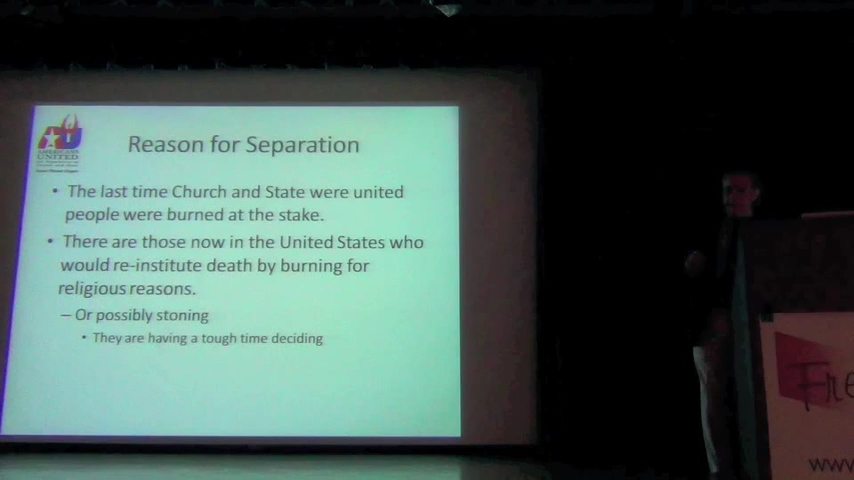 AU
AMERICANS
UNITED
Reason for Separation
• The last time Church and State were united
people were burned at the stake.
• There are those now in the United States who
would re-institute death by burning for
religious reasons.
– Or possibly stoning
• They are having a tough time deciding
Fre
www